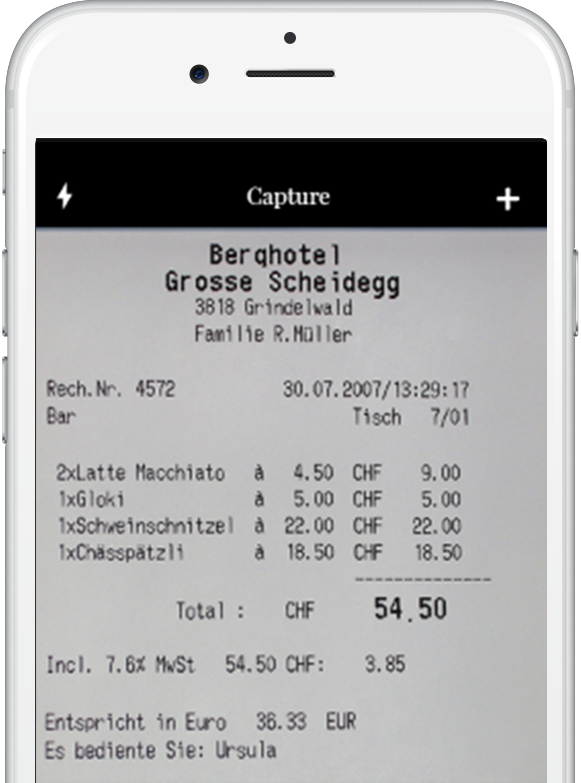 Capture
Berghotel
Grosse Scheidegg
3818 Grindelwald
Familie R.Müller
Rech.Nr. 4572 30.07.2007/13:29:17
Bar Tisch 7/01
2xLatte Macchiato à 4.50 CHF 9.00
1xGloki à 5.00 CHF 5.00
1xSchweinschnitzel à 22.00 CHF 22.00
1xChässpätzli à 18.50 CHF 18.50
Total : CHF 54.50
Incl. 7.6% MwSt 54.50 CHF: 3.85
Entspricht in Euro 36.33 EUR
Es bediente Sie: Ursula